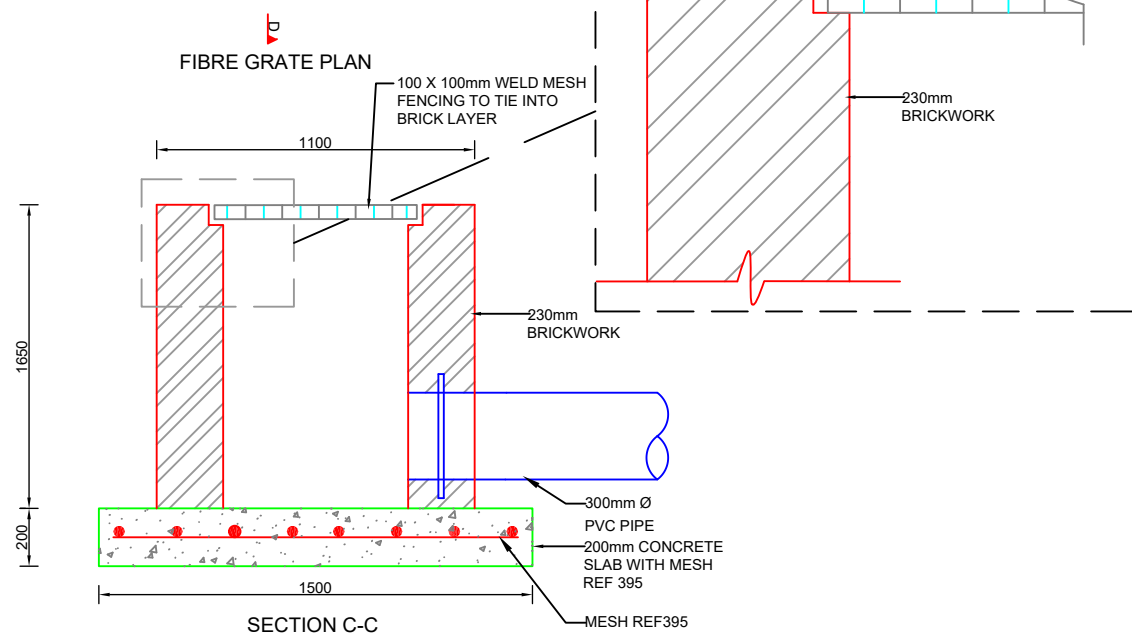 D
FIBRE GRATE PLAN
100 X 100mm WELD MESH
FENCING TO TIE INTO
BRICK LAYER
230mm
BRICKWORK
1100
1650
230mm
BRICKWORK
300mm Ø
PVC PIPE
200mm CONCRETE
SLAB WITH MESH
REF 395
200
1500
MESH REF395
SECTION C-C